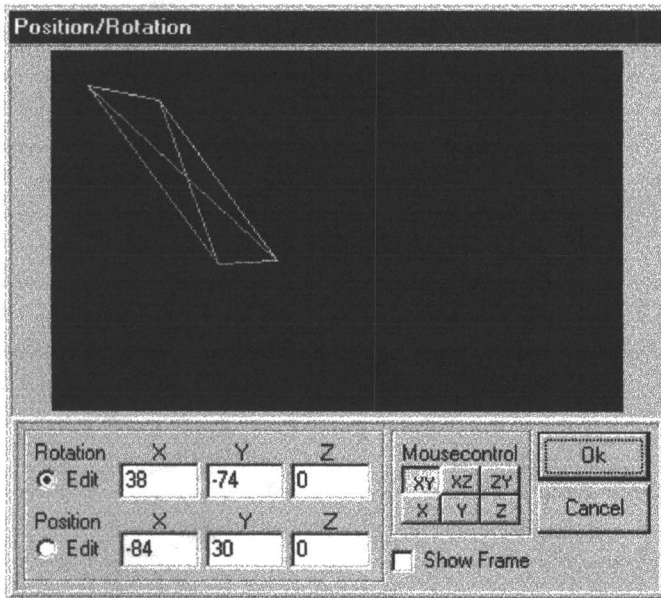 Position/Rotation
Rotation X Y Z
Edit 38 -74 0
Position X Y Z
Edit -84 30 0
Mousecontrol
XY XZ ZY
X Y Z
Show Frame
Ok
Cancel